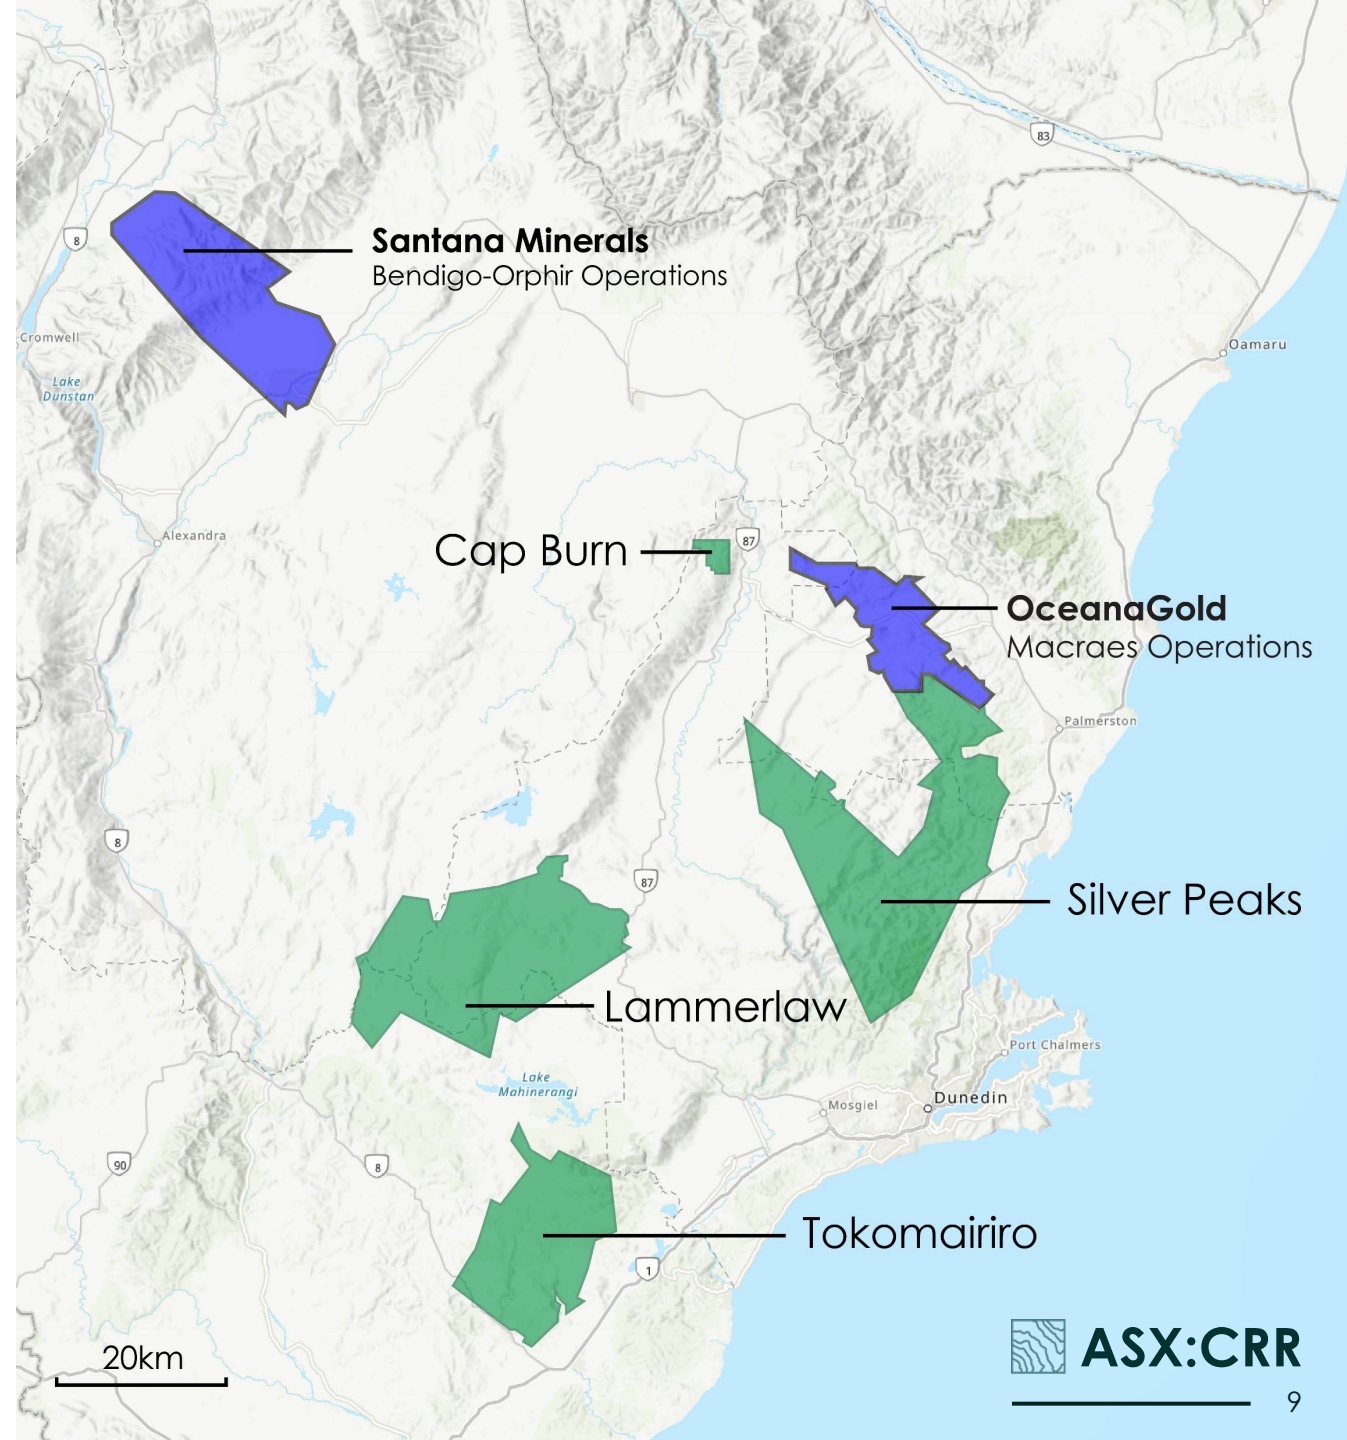 83
8
Santana Minerals
Bendigo-Orphir Operations
Cromwell
Oamaru
Lake
Dunstan
Alexandra
Cap Burn
87
OceanaGold
Macraes Operations
Palmerston
8
87
Silver Peaks
Lammerlaw
Port Chalmers
Lake
Mahinerangi
Mosgiel
Dunedin
90
8
Tokomairiro
1
20km
ASX:CRR
9